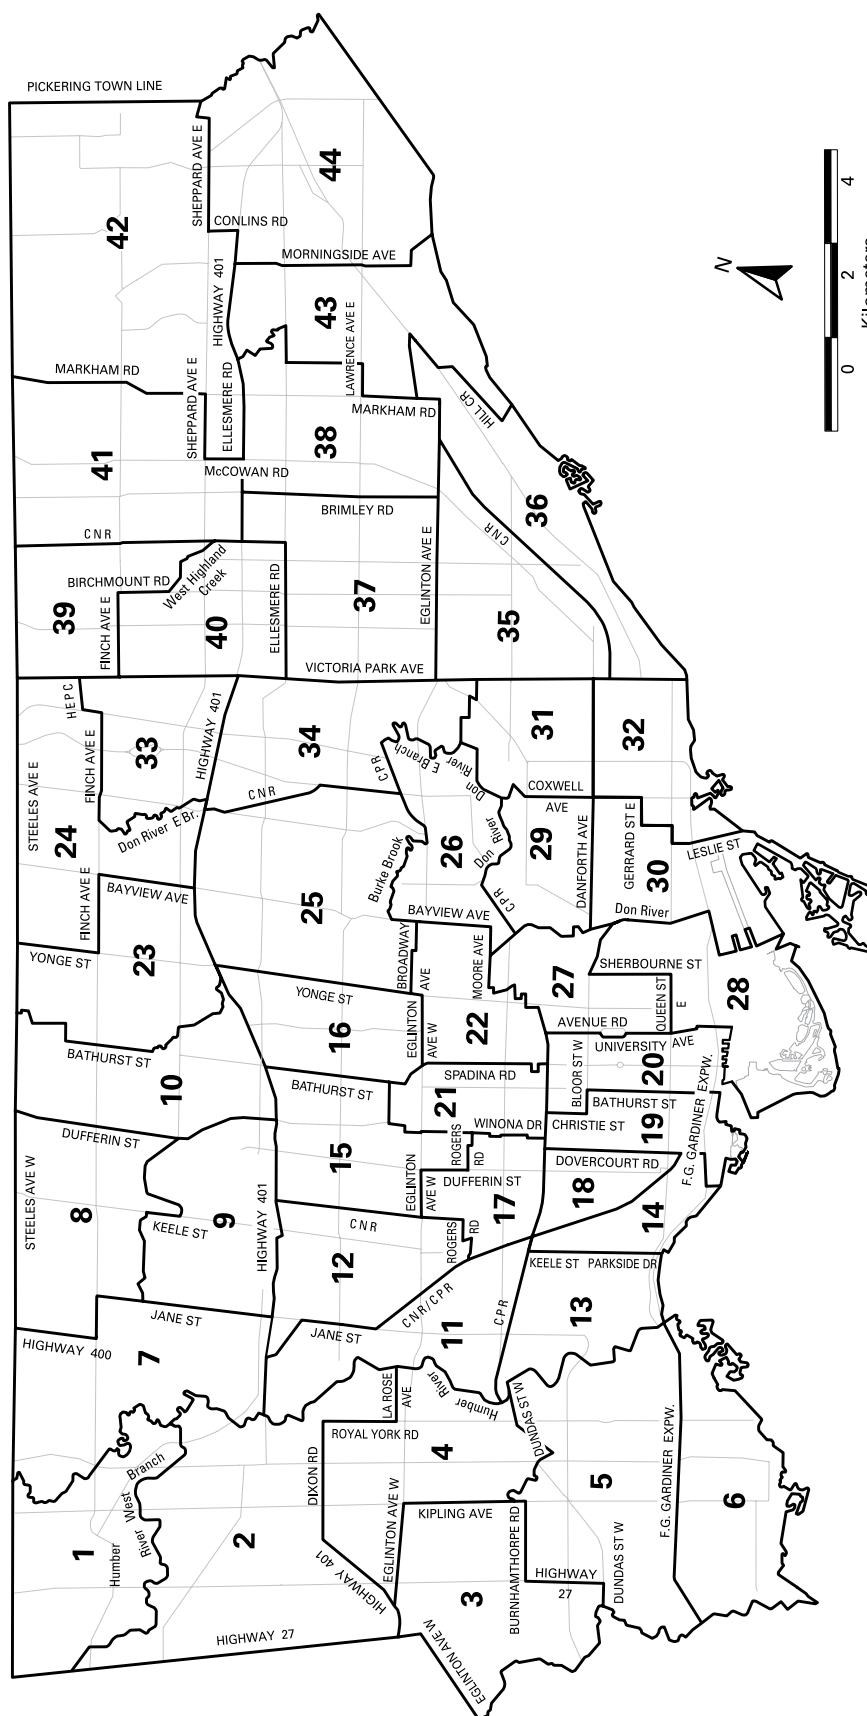 PICKERING TOWN LINE
SHEPPARD AVE E
42
44
CONLINS RD
MORNINGSIDE AVE
HIGHWAY 401
43
LAWRENCE AVE E
MARKHAM RD
SHEPPARD AVE E
ELLESMERE RD
MARKHAM RD
HILL CR
41
38
McCOWAN RD
BRIMLEY RD
CNR
CNR
36
BIRCHMOUNT RD
West Highland
Creek
39
FINCH AVE E
40
ELLESMERE RD
37
EGLINTON AVE E
35
VICTORIA PARK AVE
HEPC
STEELES AVE E
FINCH AVE E
33
HIGHWAY 401
34
CPR
E Branch
Don
River
31
32
COXWELL
AVE
24
Don River E Br.
CNR
FINCH AVE E
BAYVIEW AVE
25
Burke Brook
26
Don
River
29
DANFORTH AVE
GERRARD ST E
30
LESLIE ST
CPR
BAYVIEW AVE
Don River
YONGE ST
23
BROADWAY
AVE
MOORE AVE
27
SHERBOURNE ST
QUEEN ST
E
28
YONGE ST
16
EGLINTON
AVE W
22
AVENUE RD
UNIVERSITY AVE
BATHURST ST
10
BLOOR ST W
20
SPADINA RD
BATHURST ST
21
BATHURST ST
WINONA DR
CHRISTIE ST
19
F.G. GARDINER EXPW.
DUFFERIN ST
15
ROGERS
RD
DOVERCOURT RD
STEELES AVE W
8
KEELE ST
9
HIGHWAY 401
CNR
EGLINTON
AVE W
DUFFERIN ST
17
18
14
ROGERS
RD
12
KEELE ST
PARKSIDE DR
JANE ST
CNR/CPR
CPR
13
HIGHWAY 400
7
JANE ST
11
LA ROSE
AVE
River
Humber
DUNDAS ST W
ROYAL YORK RD
4
F.G. GARDINER EXPW.
Branch
West
River
Humber
1
2
DIXON RD
EGLINTON AVE W
KIPLING AVE
5
6
HIGHWAY 401
3
BURNHAMTHORPE RD
HIGHWAY
27
DUNDAS ST W
HIGHWAY 27
EGLINTON AVE W
N
0
2
4
Kilometers